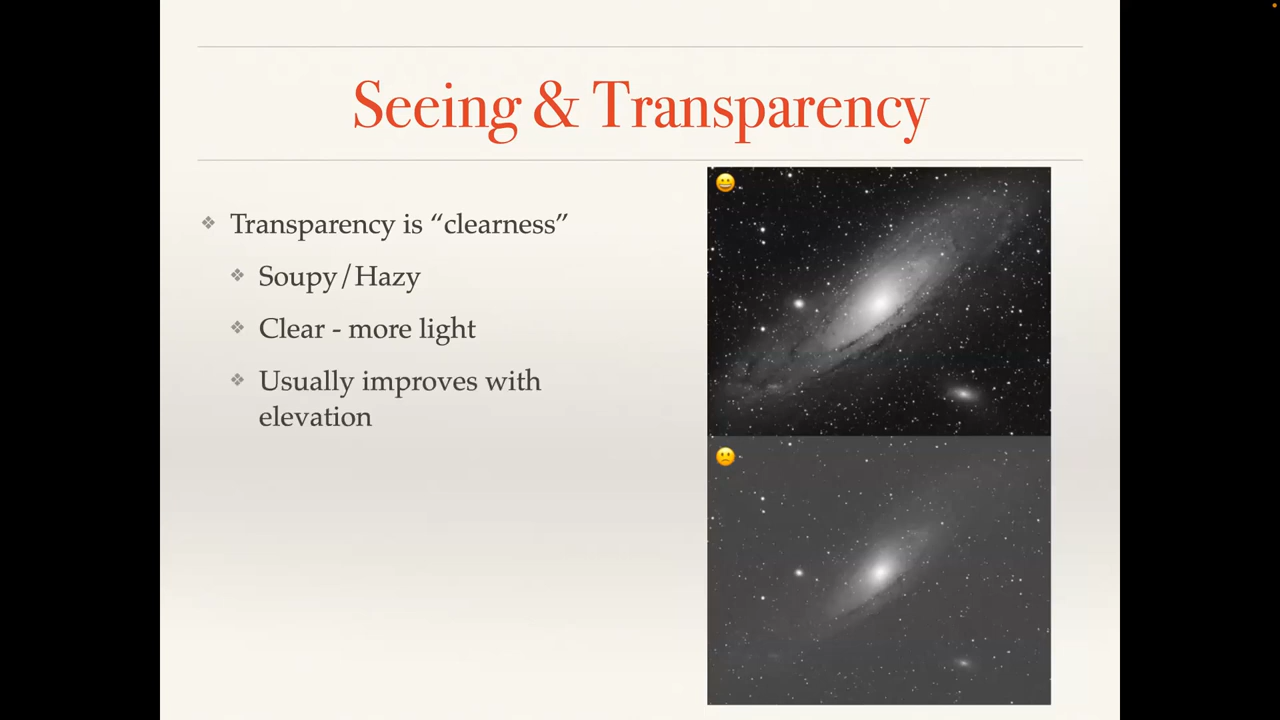 Seeing & Transparency
❖ Transparency is “clearness”
❖ Soupy/Hazy
❖ Clear - more light
❖ Usually improves with
elevation